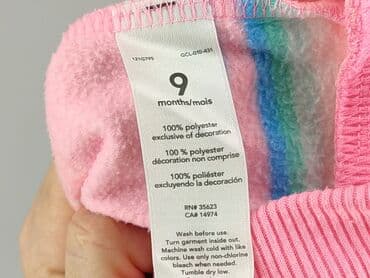 9
months/mois
100% polyester
exclusive of decoration
100 % polyester
décoration non comprise
100% poliéster
excluyendo la decoración
RN# 35623
CA# 14974
Wash before use.
Turn garment inside out.
Machine wash cold with like
colors. Use only non-chlorine
bleach when needed.
Tumble dry low.